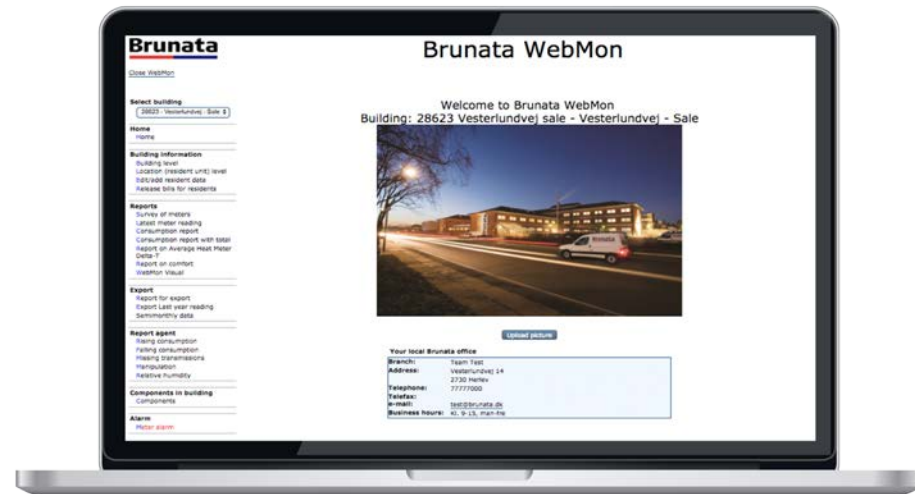 Brunata
Close WebMon
Select building
28623 - Vesterlundvej - Sale
Home
Home
Building information
Building level
Location (resident unit) level
Edit/add resident data
Release bills for residents
Reports
Survey of meters
Latest meter reading
Consumption report
Consumption report with total
Report on Average Heat Meter
Delta-T
Report on comfort
WebMon Visual
Export
Report for export
Export Last year reading
Semimonthly data
Report agent
Rising consumption
Falling consumption
Missing transmissions
Manipulation
Relative humidity
Components in building
Components
Alarm
Meter alarm
Brunata WebMon
Welcome to Brunata WebMon
Building: 28623 Vesterlundvej sale - Vesterlundvej - Sale
Brunata
Upload picture
Your local Brunata office
Branch: Team Test
Address: Vesterlundvej 14
2730 Herlev
Telephone: 77777000
Telefax:
e-mail: test@brunata.dk
Business hours: Kl. 9-15, man-fre